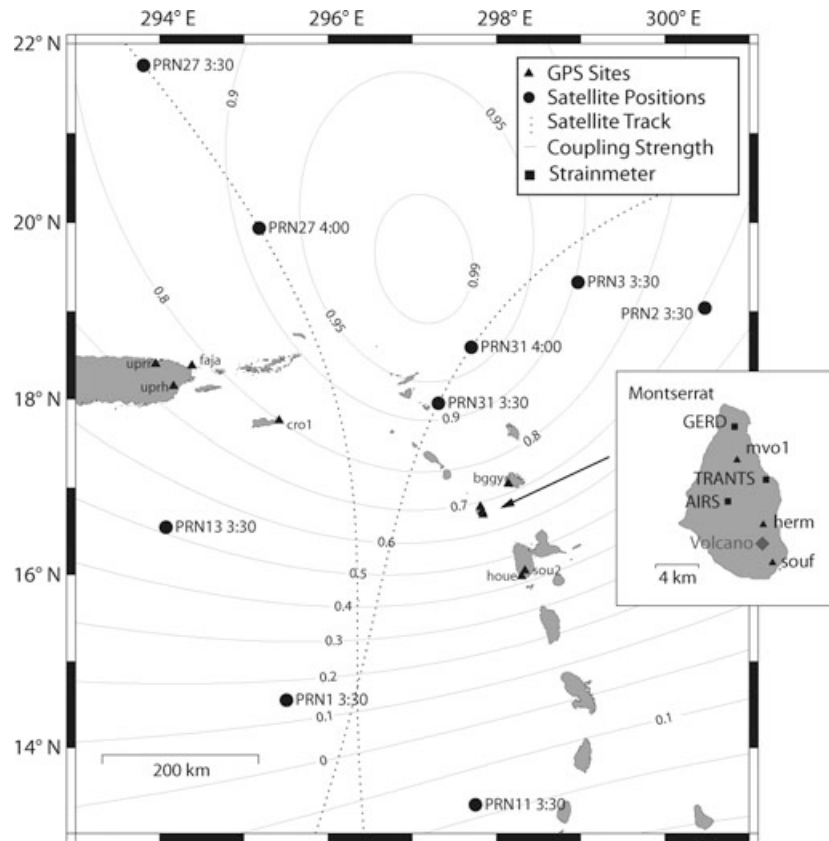 294° E
296° E
298° E
300° E
22° N
20° N
18° N
16° N
14° N
GPS Sites
Satellite Positions
Satellite Track
Coupling Strength
Strainmeter
PRN27 3:30
0.9
0.95
0.95
PRN27 4:00
0.99
PRN3 3:30
PRN2 3:30
0.8
0.95
PRN31 4:00
upri
faja
uprh
PRN31 3:30
0.9
cro1
0.8
bggy
0.7
PRN13 3:30
0.6
0.5
houe
sou2
0.4
0.3
0.2
PRN1 3:30
0.1
0.1
0
200 km
PRN11 3:30
Montserrat
GERD
mvo1
TRANTS
AIRS
herm
Volcano
souf
4 km